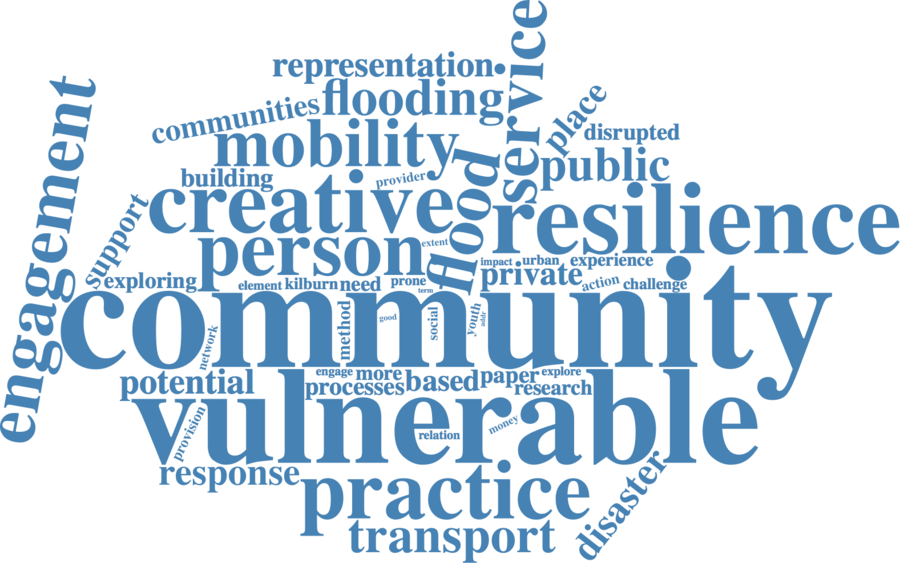 representation
service
flooding
place
communities
disrupted
engagement
mobility
public
building
provider
creative
flood
resilience
support
person
extent
impact
urban
experience
exploring
element
kilburn
need
prone
private
action
challenge
term
community
network
method
good
social
youth
addr
potential
engage
more
processes
based
paper
explore
research
vulnerable
provision
relation
money
response
practice
disaster
transport